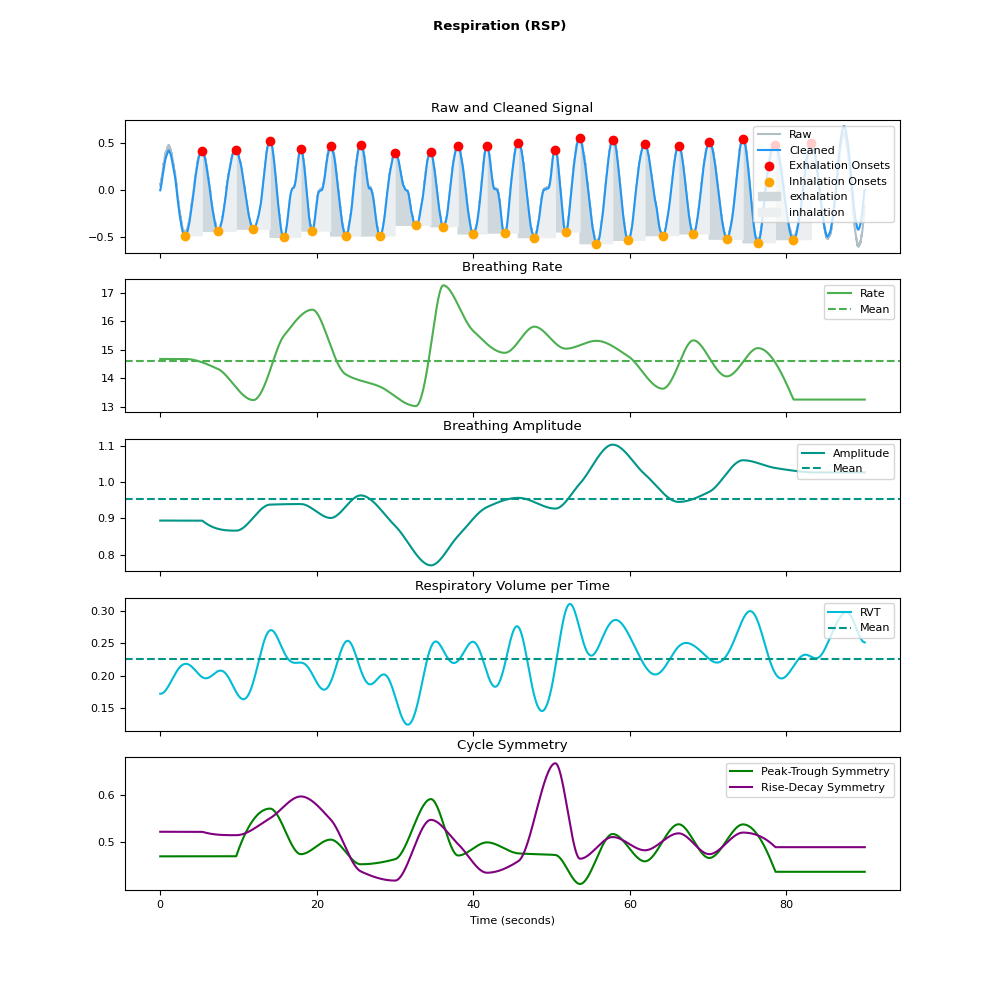 Respiration (RSP)
Raw and Cleaned Signal
0.5
0.0
−0.5
Raw
Cleaned
Exhalation Onsets
Inhalation Onsets
exhalation
inhalation
Breathing Rate
17
16
15
14
13
Rate
Mean
Breathing Amplitude
1.1
1.0
0.9
0.8
Amplitude
Mean
Respiratory Volume per Time
0.30
0.25
0.20
0.15
RVT
Mean
Cycle Symmetry
0.6
0.5
Peak-Trough Symmetry
Rise-Decay Symmetry
0 20 40 60 80
Time (seconds)